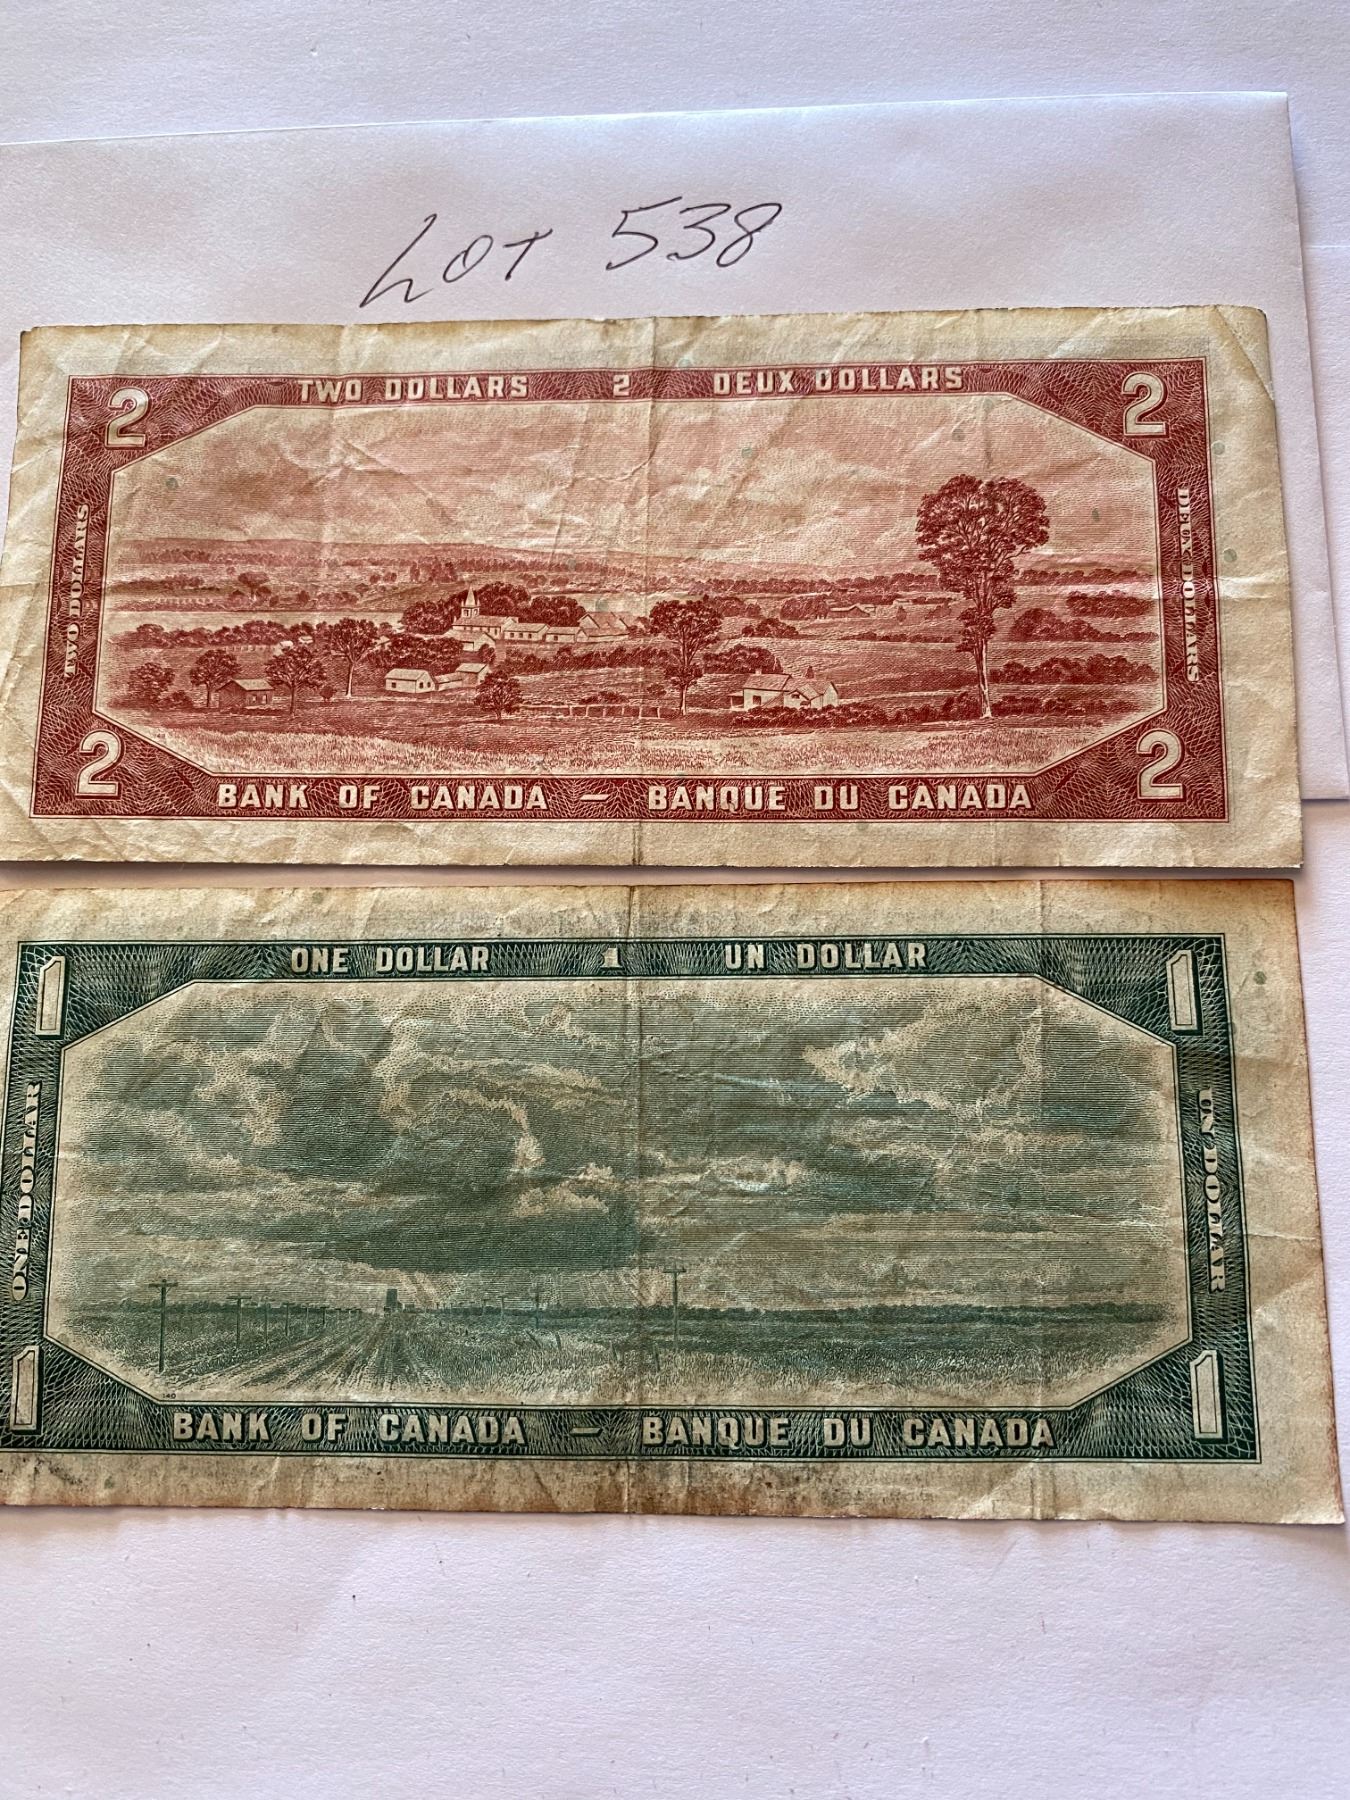 LOT 538
TWO DOLLARS 2 DEUX DOLLARS
2 2
TWO DOLLARS
DEUX DOLLARS
2 2
BANK OF CANADA – BANQUE DU CANADA
ONE DOLLAR 1 UN DOLLAR
1 1
ONE DOLLAR
UN DOLLAR
140
1 1
BANK OF CANADA – BANQUE DU CANADA